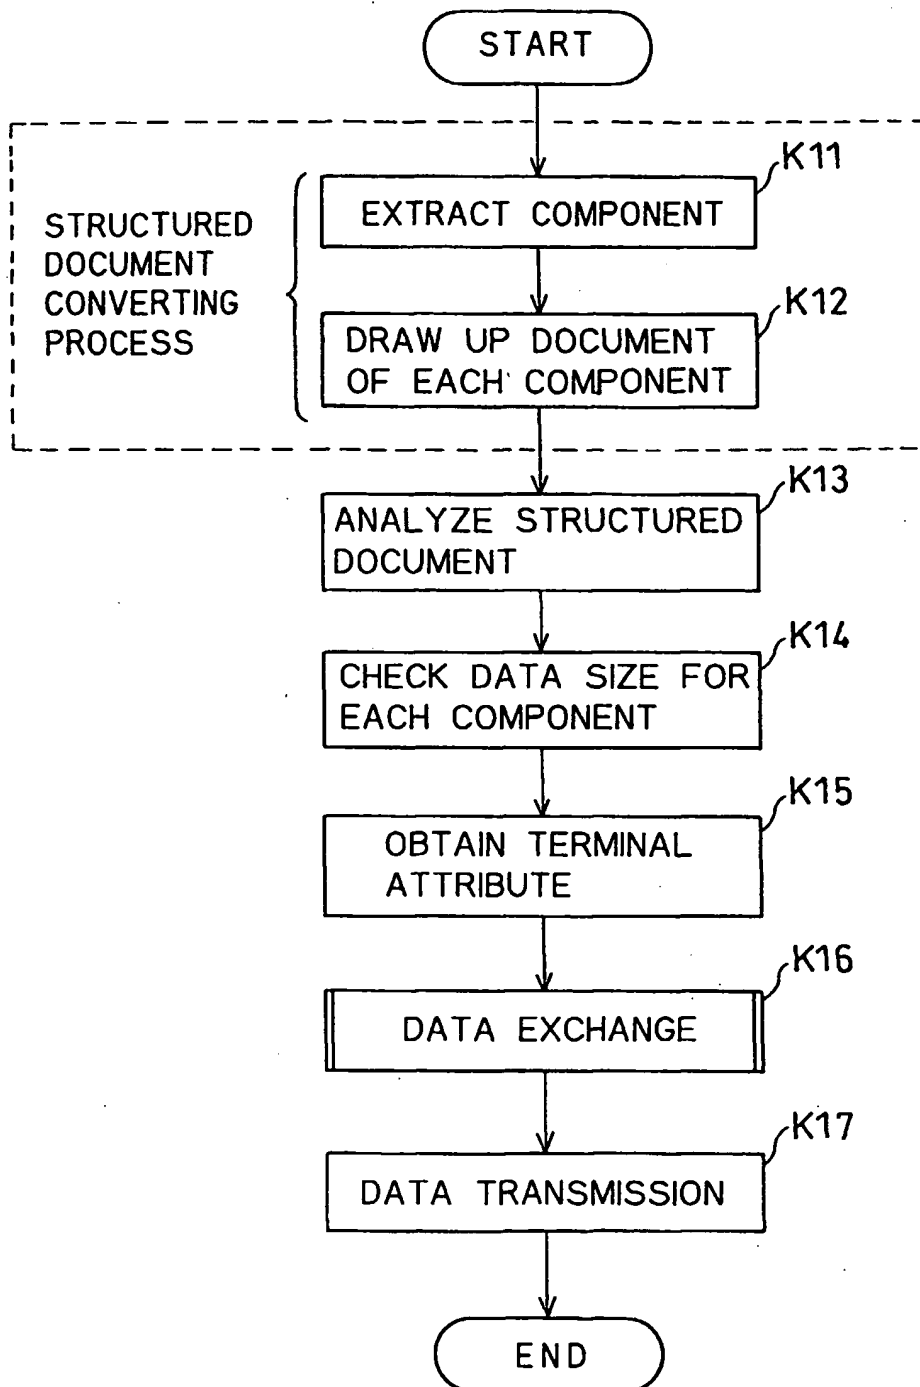 START
K11
EXTRACT COMPONENT
STRUCTURED
DOCUMENT
CONVERTING
PROCESS
K12
DRAW UP DOCUMENT
OF EACH COMPONENT
K13
ANALYZE STRUCTURED
DOCUMENT
K14
CHECK DATA SIZE FOR
EACH COMPONENT
K15
OBTAIN TERMINAL
ATTRIBUTE
K16
DATA EXCHANGE
K17
DATA TRANSMISSION
END